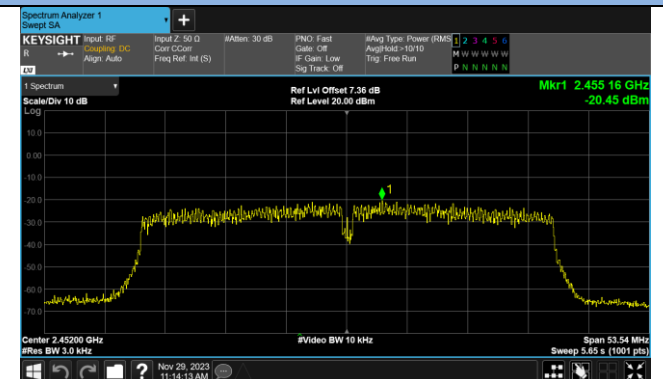 Spectrum Analyzer 1
Swept SA
KEYSIGHT Input: RF Input Z: 50 Ω #Atten: 30 dB PNO: Fast #Avg Type: Power (RMS 1 2 3 4 5 6
R Coupling: DC Corr CCorr Gate: Off Avg|Hold:>10/10 M W W W W W
Align: Auto Freq Ref: Int (S) IF Gain: Low Trig: Free Run
LXI Sig Track: Off P N N N N N
1 Spectrum Ref Lvl Offset 7.36 dB Mkr1 2.455 16 GHz
Scale/Div 10 dB Ref Level 20.00 dBm -20.45 dBm
Log
10.0
0.00
-10.0
1
-20.0
-30.0
-40.0
-50.0
-60.0
-70.0
Center 2.45200 GHz #Video BW 10 kHz Span 53.54 MHz
#Res BW 3.0 kHz Sweep 5.65 s (1001 pts)
Nov 29, 2023
11:14:13 AM